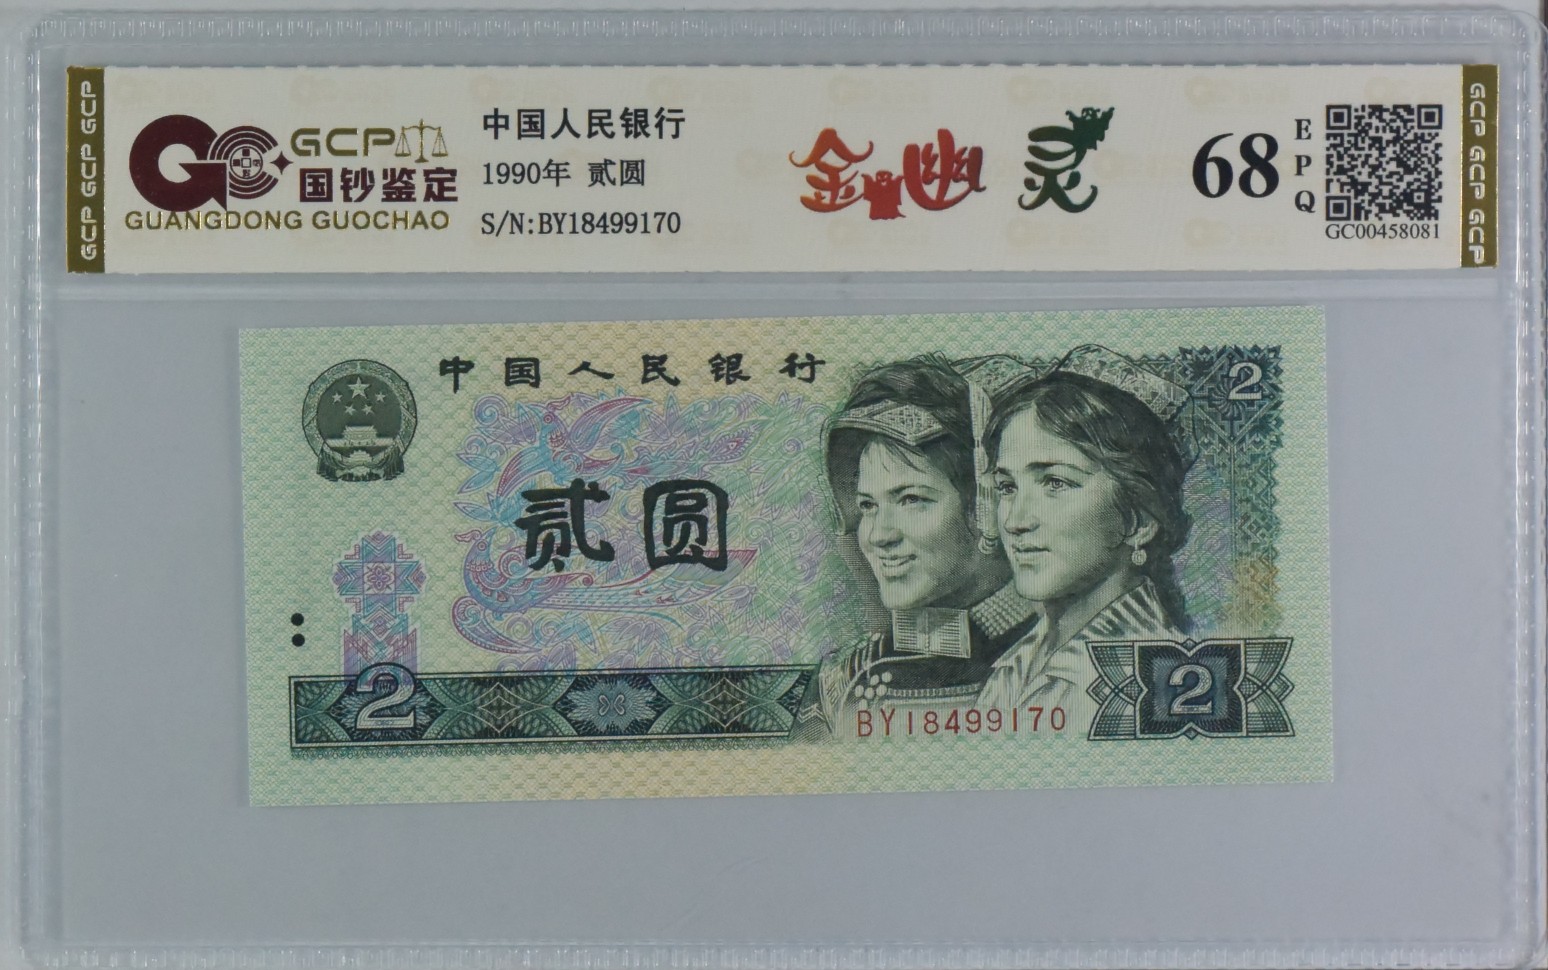 GCP GCP GCP
GCP
国钞鉴定
GUANGDONG GUOCHAO
中国人民银行
1990年 贰圆
S/N:BY18499170
金幽灵
68
EPQ
GC00458081
GCP GCP GCP
中国人民银行
2
贰圆
2
2
BY18499170